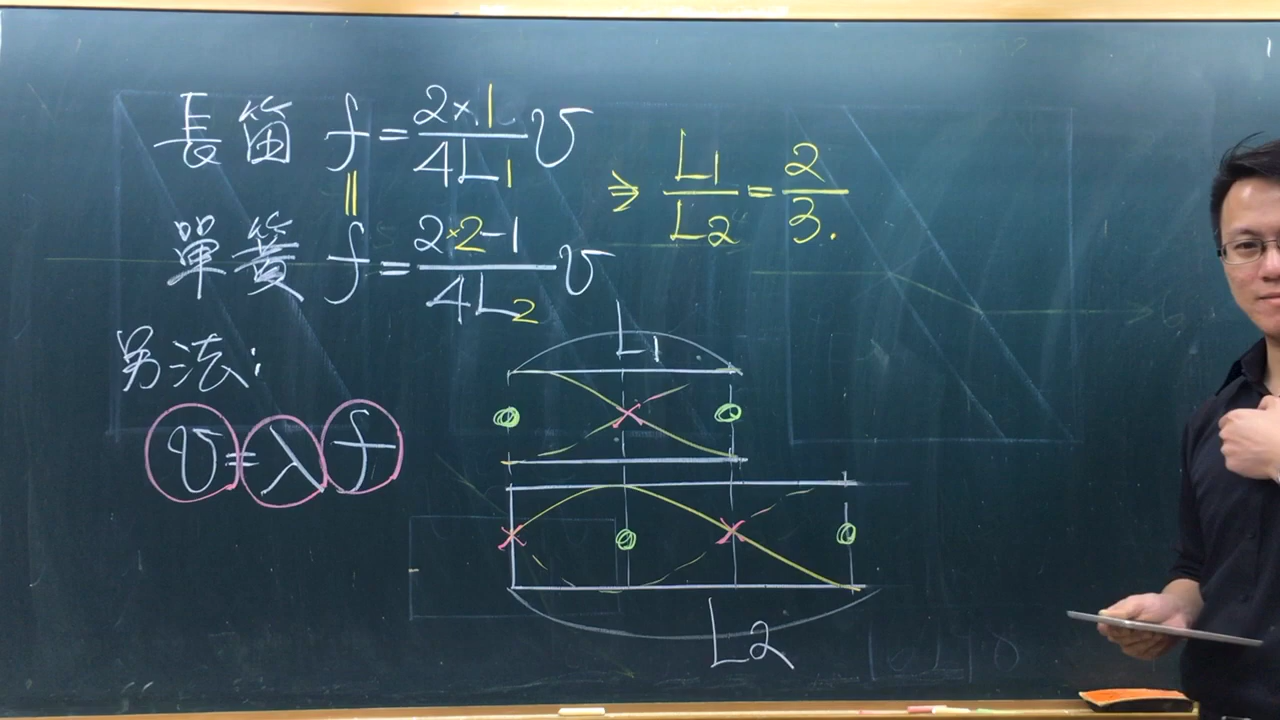 長笛 f = 2×1/4L1 v
⇒ L1/L2 = 2/3.
||
單簧 f = 2×2-1/4L2 v
另法:
v=λf
L1
L2